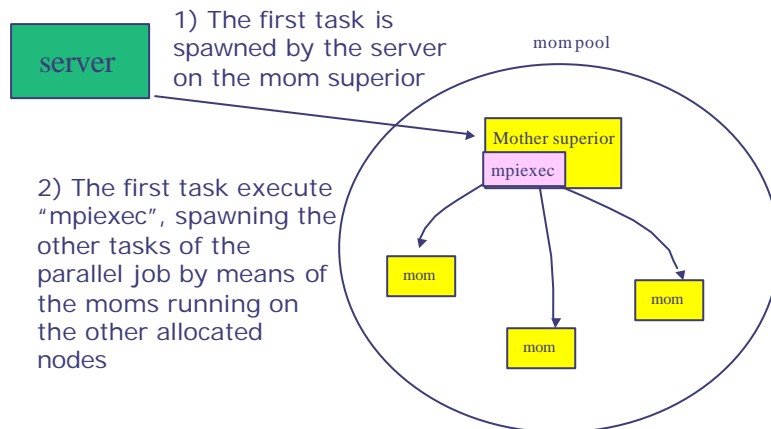 server
1) The first task is
spawned by the server
on the mom superior
mom pool
Mother superior
mpiexec
2) The first task execute
“mpiexec”, spawning the
other tasks of the
parallel job by means of
the moms running on
the other allocated
nodes
mom
mom
mom